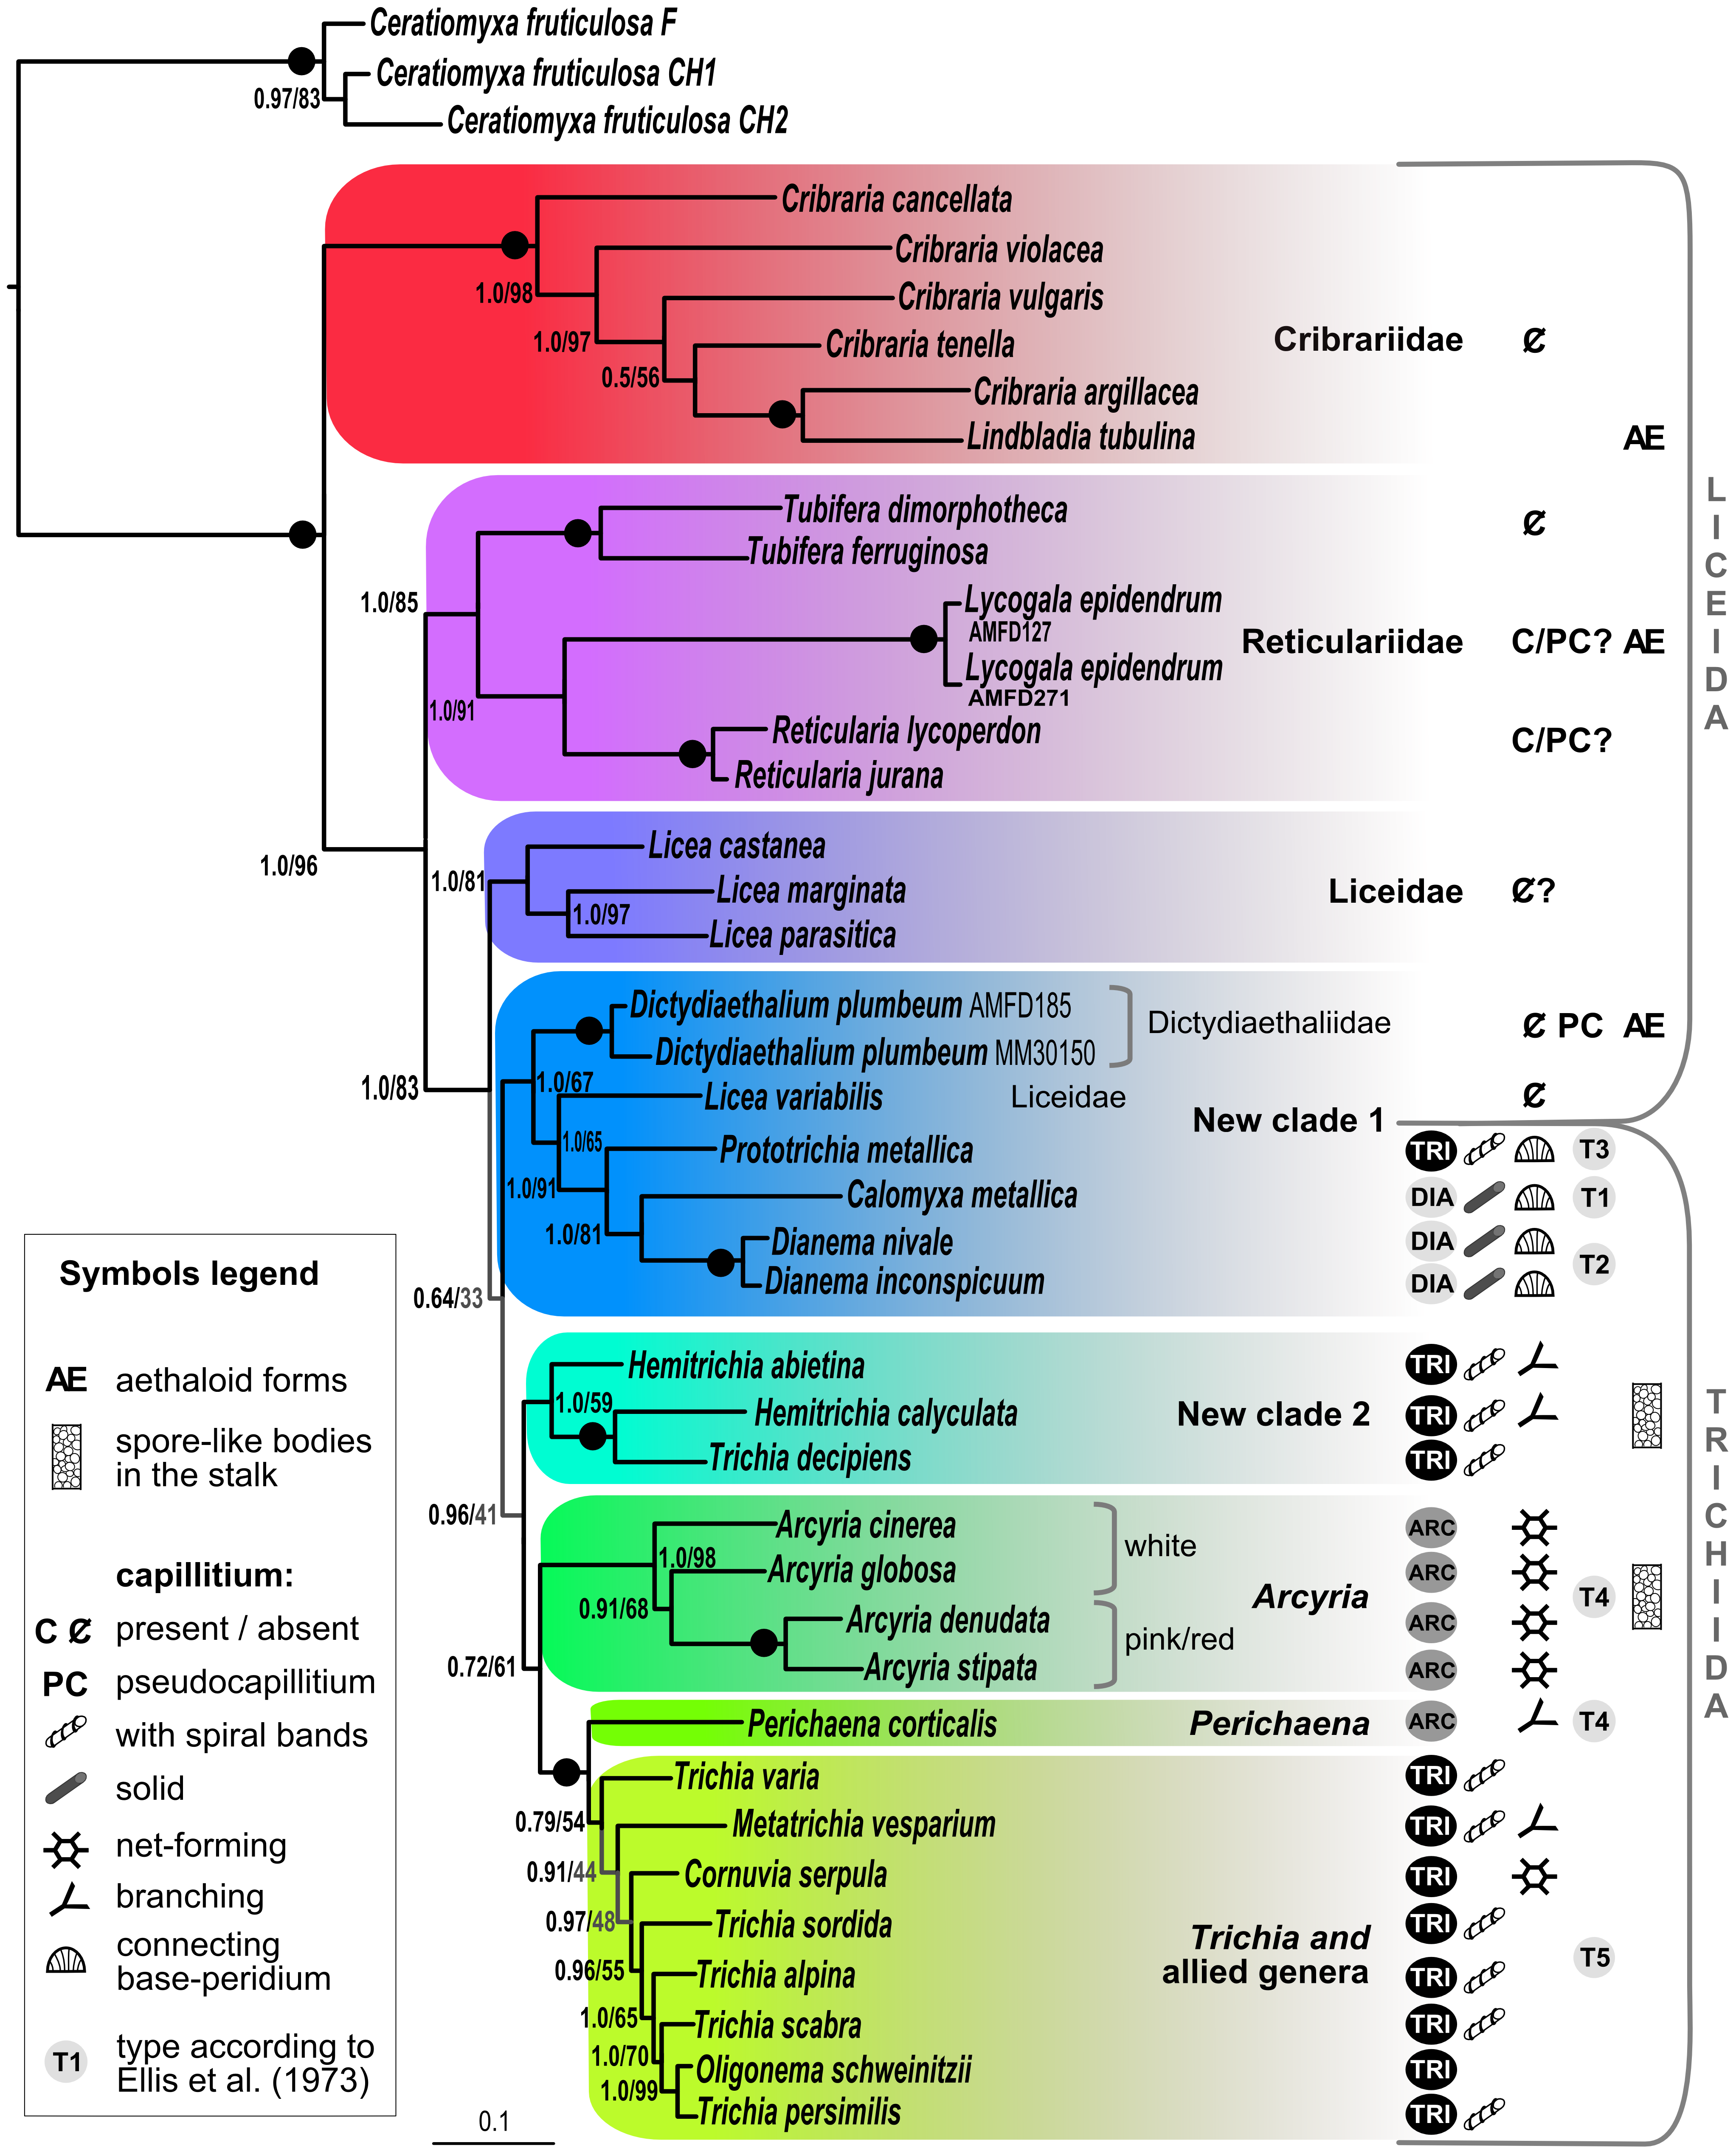 Ceratiomyxa fruticulosa F
Ceratiomyxa fruticulosa CH1
0.97/83
Ceratiomyxa fruticulosa CH2
Cribraria cancellata
Cribraria violacea
1.0/98
Cribraria vulgaris
1.0/97
Cribraria tenella
Cribrariidae
Ȼ
0.5/56
Cribraria argillacea
Lindbladia tubulina
AE
Tubifera dimorphotheca
Ȼ
Tubifera ferruginosa
1.0/85
Lycogala epidendrum
AMFD127
Reticulariidae
C/PC? AE
Lycogala epidendrum
AMFD271
1.0/91
Reticularia lycoperdon
C/PC?
Reticularia jurana
LICEIDA
1.0/96
Licea castanea
1.0/81
Licea marginata
Liceidae
Ȼ?
1.0/97
Licea parasitica
Dictydiaethalium plumbeum AMFD185
Dictydiaethaliidae
Ȼ PC AE
Dictydiaethalium plumbeum MM30150
1.0/83
1.0/67
Licea variabilis
Liceidae
Ȼ
New clade 1
1.0/65
Prototrichia metallica
TRI
T3
1.0/91
Calomyxa metallica
DIA
T1
1.0/81
Dianema nivale
DIA
T2
Dianema inconspicuum
DIA
0.64/33
Hemitrichia abietina
TRI
1.0/59
Hemitrichia calyculata
New clade 2
TRI
Trichia decipiens
TRI
0.96/41
Arcyria cinerea
ARC
white
1.0/98
Arcyria globosa
ARC
Arcyria
T4
0.91/68
Arcyria denudata
ARC
pink/red
0.72/61
Arcyria stipata
ARC
Perichaena corticalis
Perichaena
ARC
T4
TRICHIIDA
Trichia varia
TRI
0.79/54
Metatrichia vesparium
TRI
0.91/44
Cornuvia serpula
TRI
0.97/48
Trichia sordida
TRI
Trichia and
allied genera
T5
0.96/55
Trichia alpina
TRI
1.0/65
Trichia scabra
TRI
1.0/70
Oligonema schweinitzii
TRI
1.0/99
Trichia persimilis
TRI
0.1
Symbols legend
AE aethaloid forms
spore-like bodies
in the stalk
capillitium:
C Ȼ present / absent
PC pseudocapillitium
with spiral bands
solid
net-forming
branching
connecting
base-peridium
T1 type according to
Ellis et al. (1973)